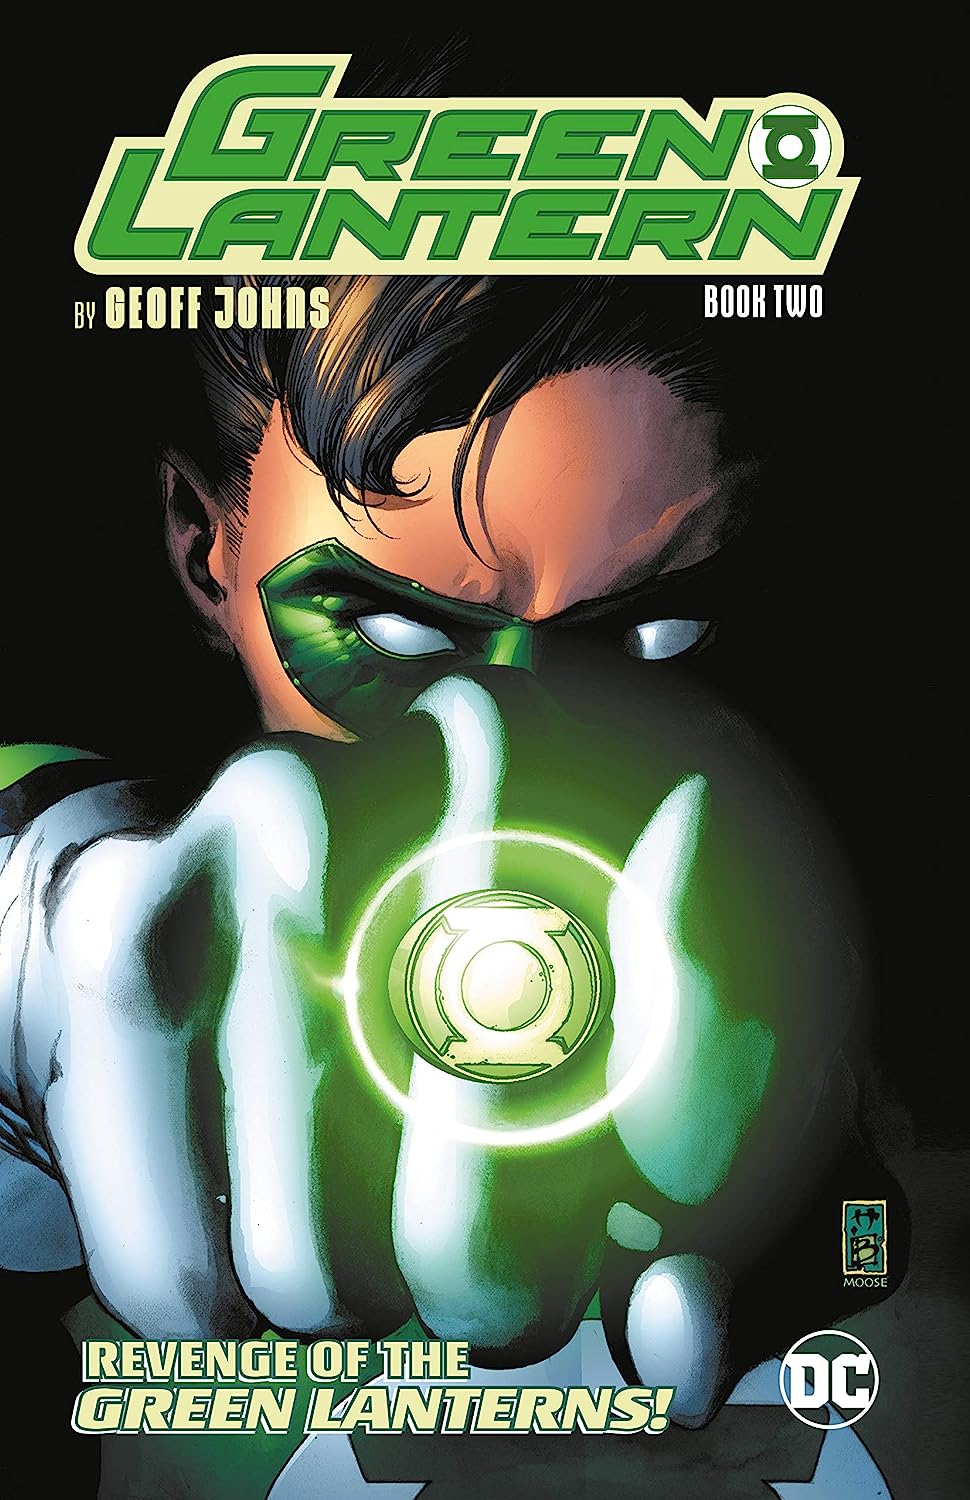 GREEN
LANTERN
BY GEOFF JOHNS
BOOK TWO
MOOSE
REVENGE OF THE
GREEN LANTERNS!
DC